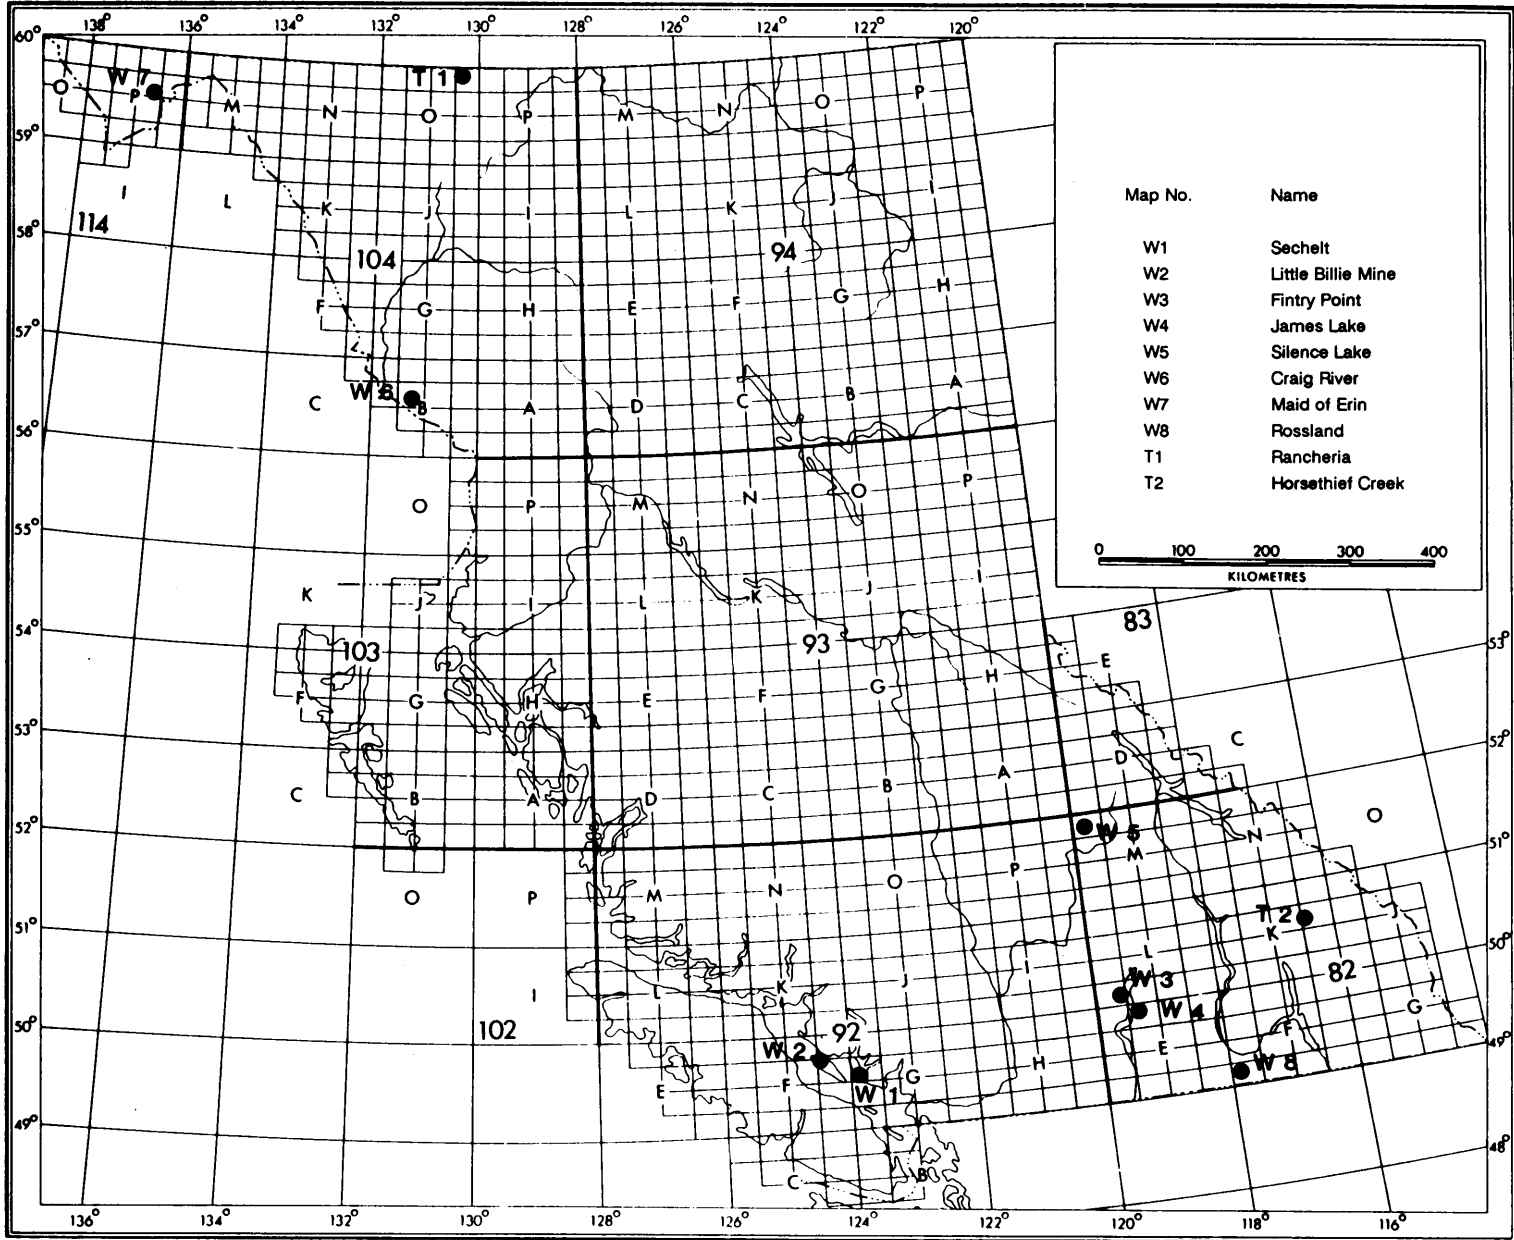 138° 136° 134° 132° 130° 128° 126° 124° 122° 120°
60°
W 7 T 1
O P M N O P M N O P
59°
I L K J I L K J I
114
58°
104 94
F G H E F G H
57°
W 6
C B A D C B A
56°
O P M N O P
55°
K J I L K J I
54°
103 93 83
F G H E F G H E
53° 53°
C B A D C B A D C
52° 52°
W 5
O P M N O P M N O
51° 51°
T 2
K J
I L K J I L
W 3
W 4
102 92 82
50° 50°
W 2
W 1
E F G H E F G
W 8
49° 49°
C B
48°
136° 134° 132° 130° 128° 126° 124° 122° 120° 118° 116°
Map No. Name
W1 Sechelt
W2 Little Billie Mine
W3 Fintry Point
W4 James Lake
W5 Silence Lake
W6 Craig River
W7 Maid of Erin
W8 Rossland
T1 Rancheria
T2 Horsethief Creek
0 100 200 300 400
KILOMETRES